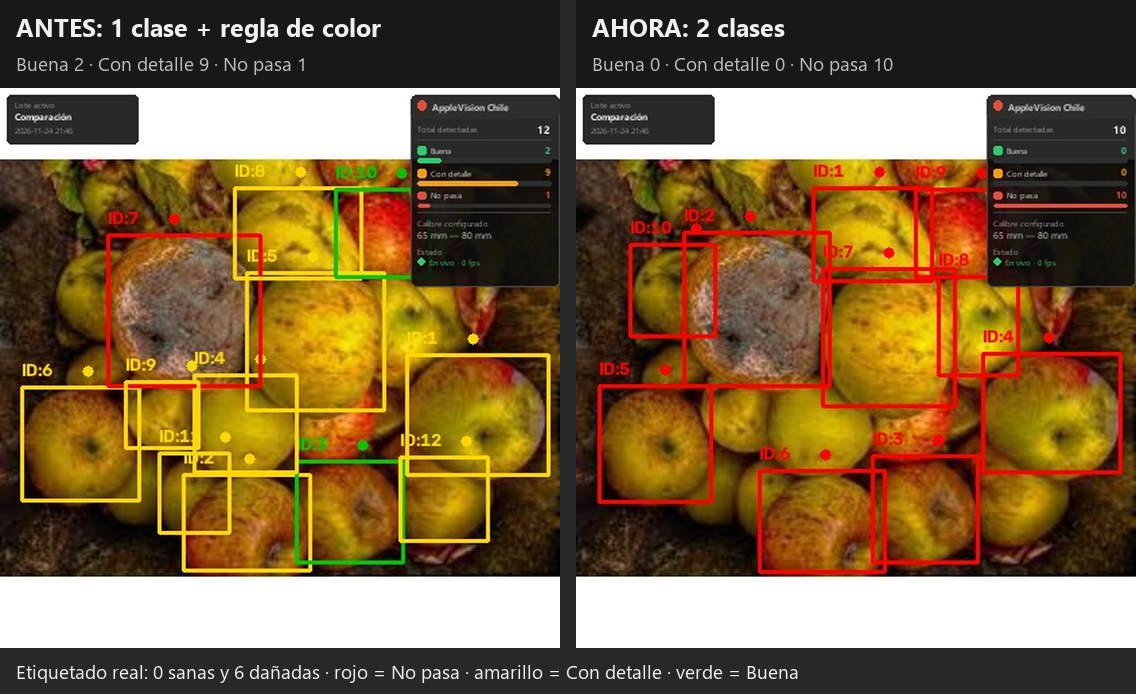 ANTES: 1 clase + regla de color
Buena 2 · Con detalle 9 · No pasa 1
Lote activo
Comparación
2026-11-24 21:46
AppleVision Chile
Total detectadas 12
Buena 2
Con detalle 9
No pasa 1
Calibre configurado
65 mm — 80 mm
Estado
En vivo · 0 fps
ID:8
ID:10
ID:7
ID:5
ID:1
ID:9
ID:4
ID:6
ID:12
ID:2
AHORA: 2 clases
Buena 0 · Con detalle 0 · No pasa 10
Lote activo
Comparación
2026-11-24 21:46
AppleVision Chile
Total detectadas 10
Buena 0
Con detalle 0
No pasa 10
Calibre configurado
65 mm — 80 mm
Estado
En vivo · 0 fps
ID:1
ID:9
ID:2
ID:10
ID:7
ID:8
ID:4
ID:5
ID:3
ID:6
Etiquetado real: 0 sanas y 6 dañadas · rojo = No pasa · amarillo = Con detalle · verde = Buena